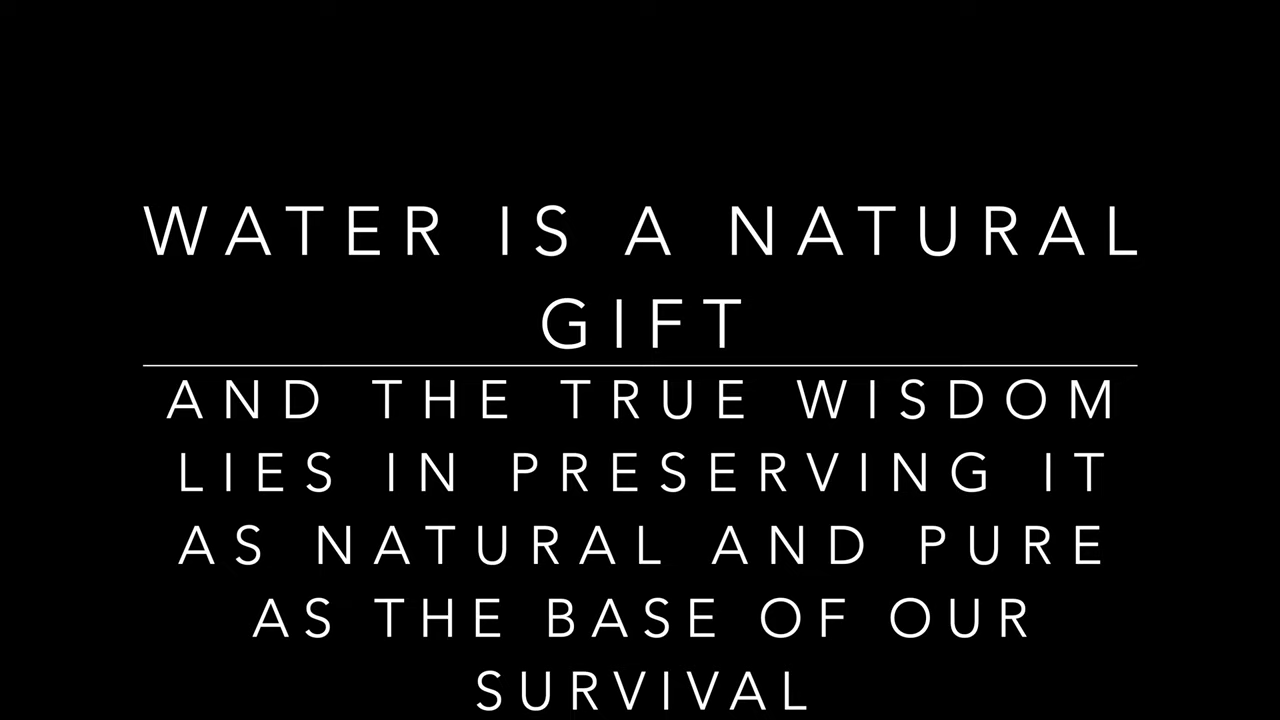 WATER IS A NATURAL
GIFT
AND THE TRUE WISDOM
LIES IN PRESERVING IT
AS NATURAL AND PURE
AS THE BASE OF OUR
SURVIVAL